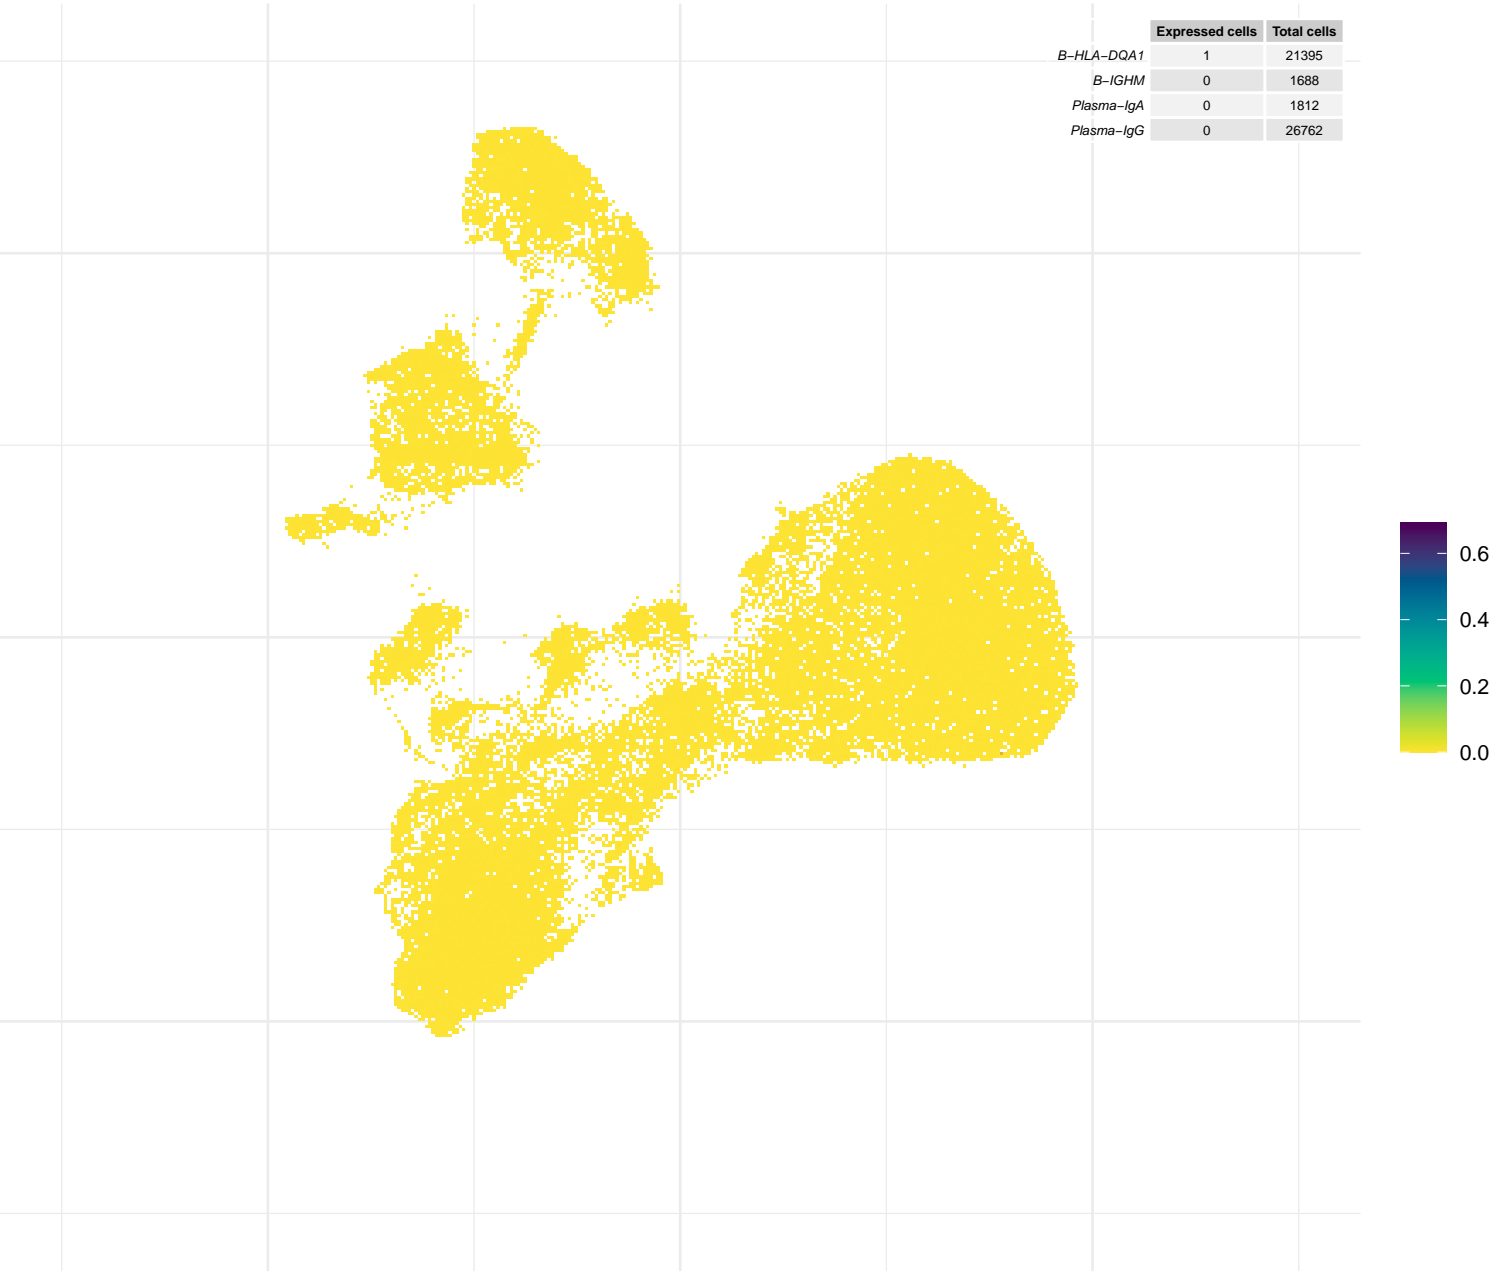 Expressed cells Total cells
B−HLA−DQA1 1 21395
B−IGHM 0 1688
Plasma−IgA 0 1812
Plasma−IgG 0 26762
0.6
0.4
0.2
0.0